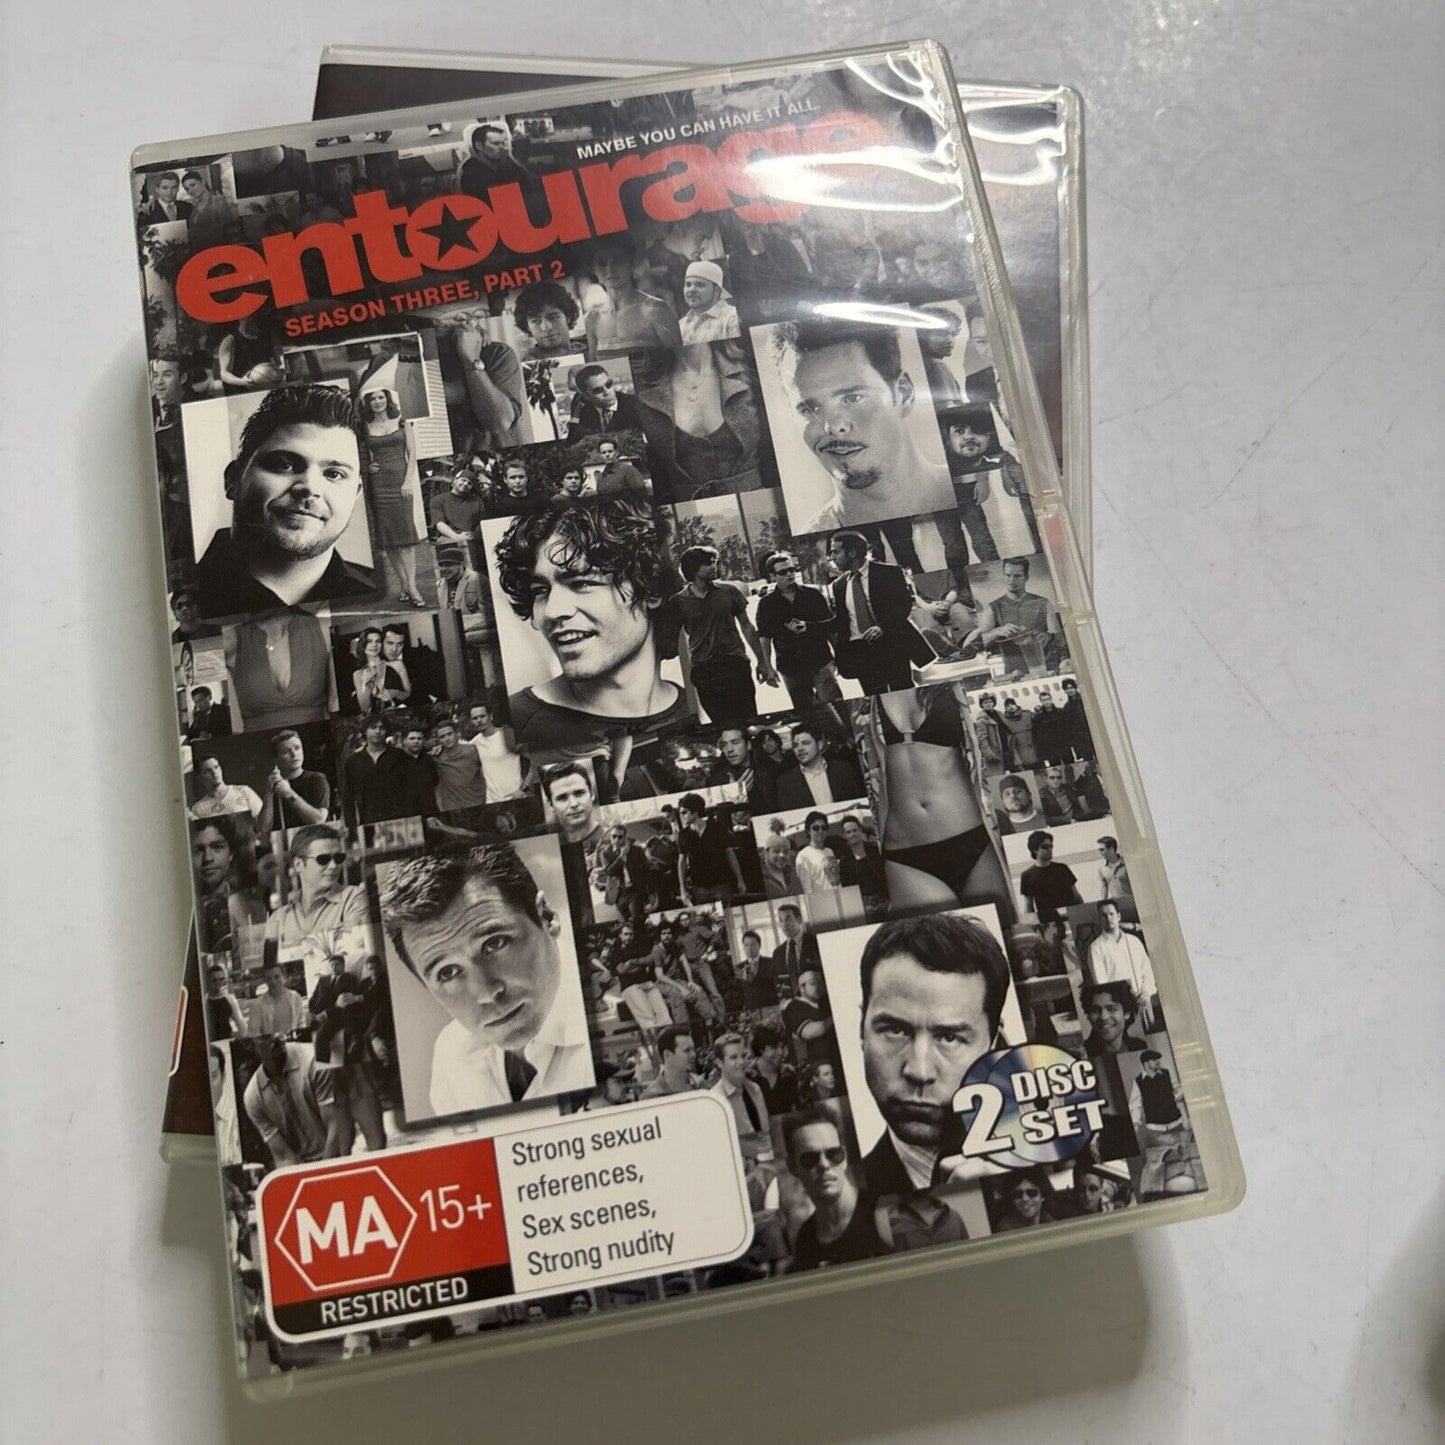 MAYBE YOU CAN HAVE IT ALL.
entourage
SEASON THREE, PART 2
2 DISC
SET
MA 15+
RESTRICTED
Strong sexual
references,
Sex scenes,
Strong nudity